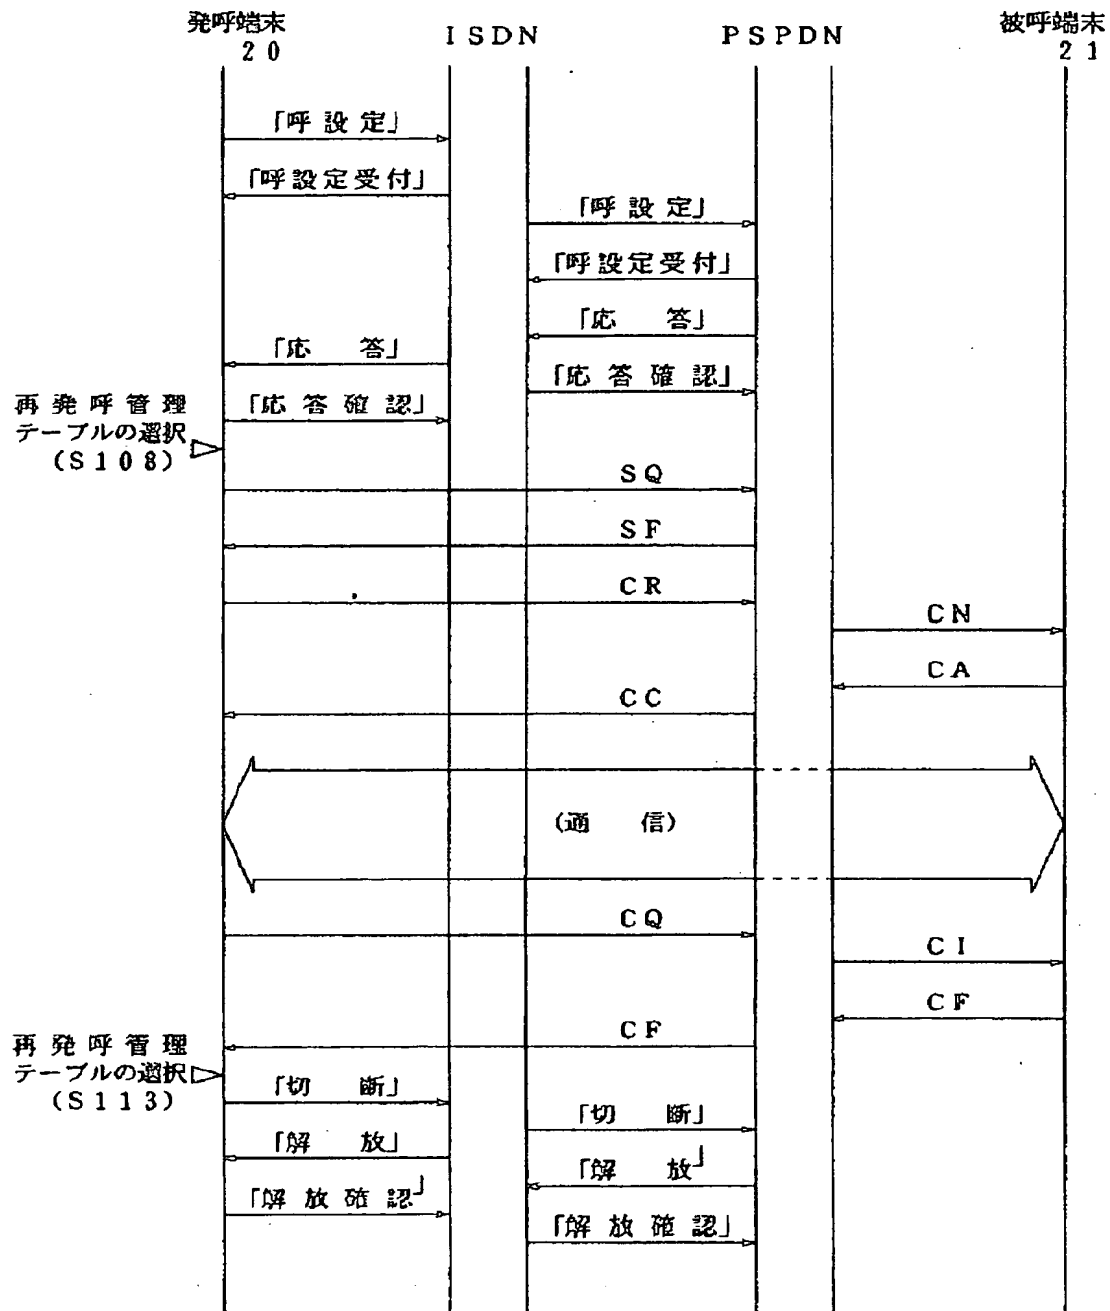 発呼端末
20
ISDN
PSPDN
被呼端末
21
「呼設定」
「呼設定受付」
「呼設定」
「呼設定受付」
「応 答」
「応 答」
「応答確認」
再発呼管理
テーブルの選択
(S108)
「応答確認」
SQ
SF
CR
CN
CA
CC
(通 信)
CQ
CI
CF
CF
再発呼管理
テーブルの選択
(S113)
「切 断」
「切 断」
「解 放」
「解 放」
「解放確認」
「解放確認」